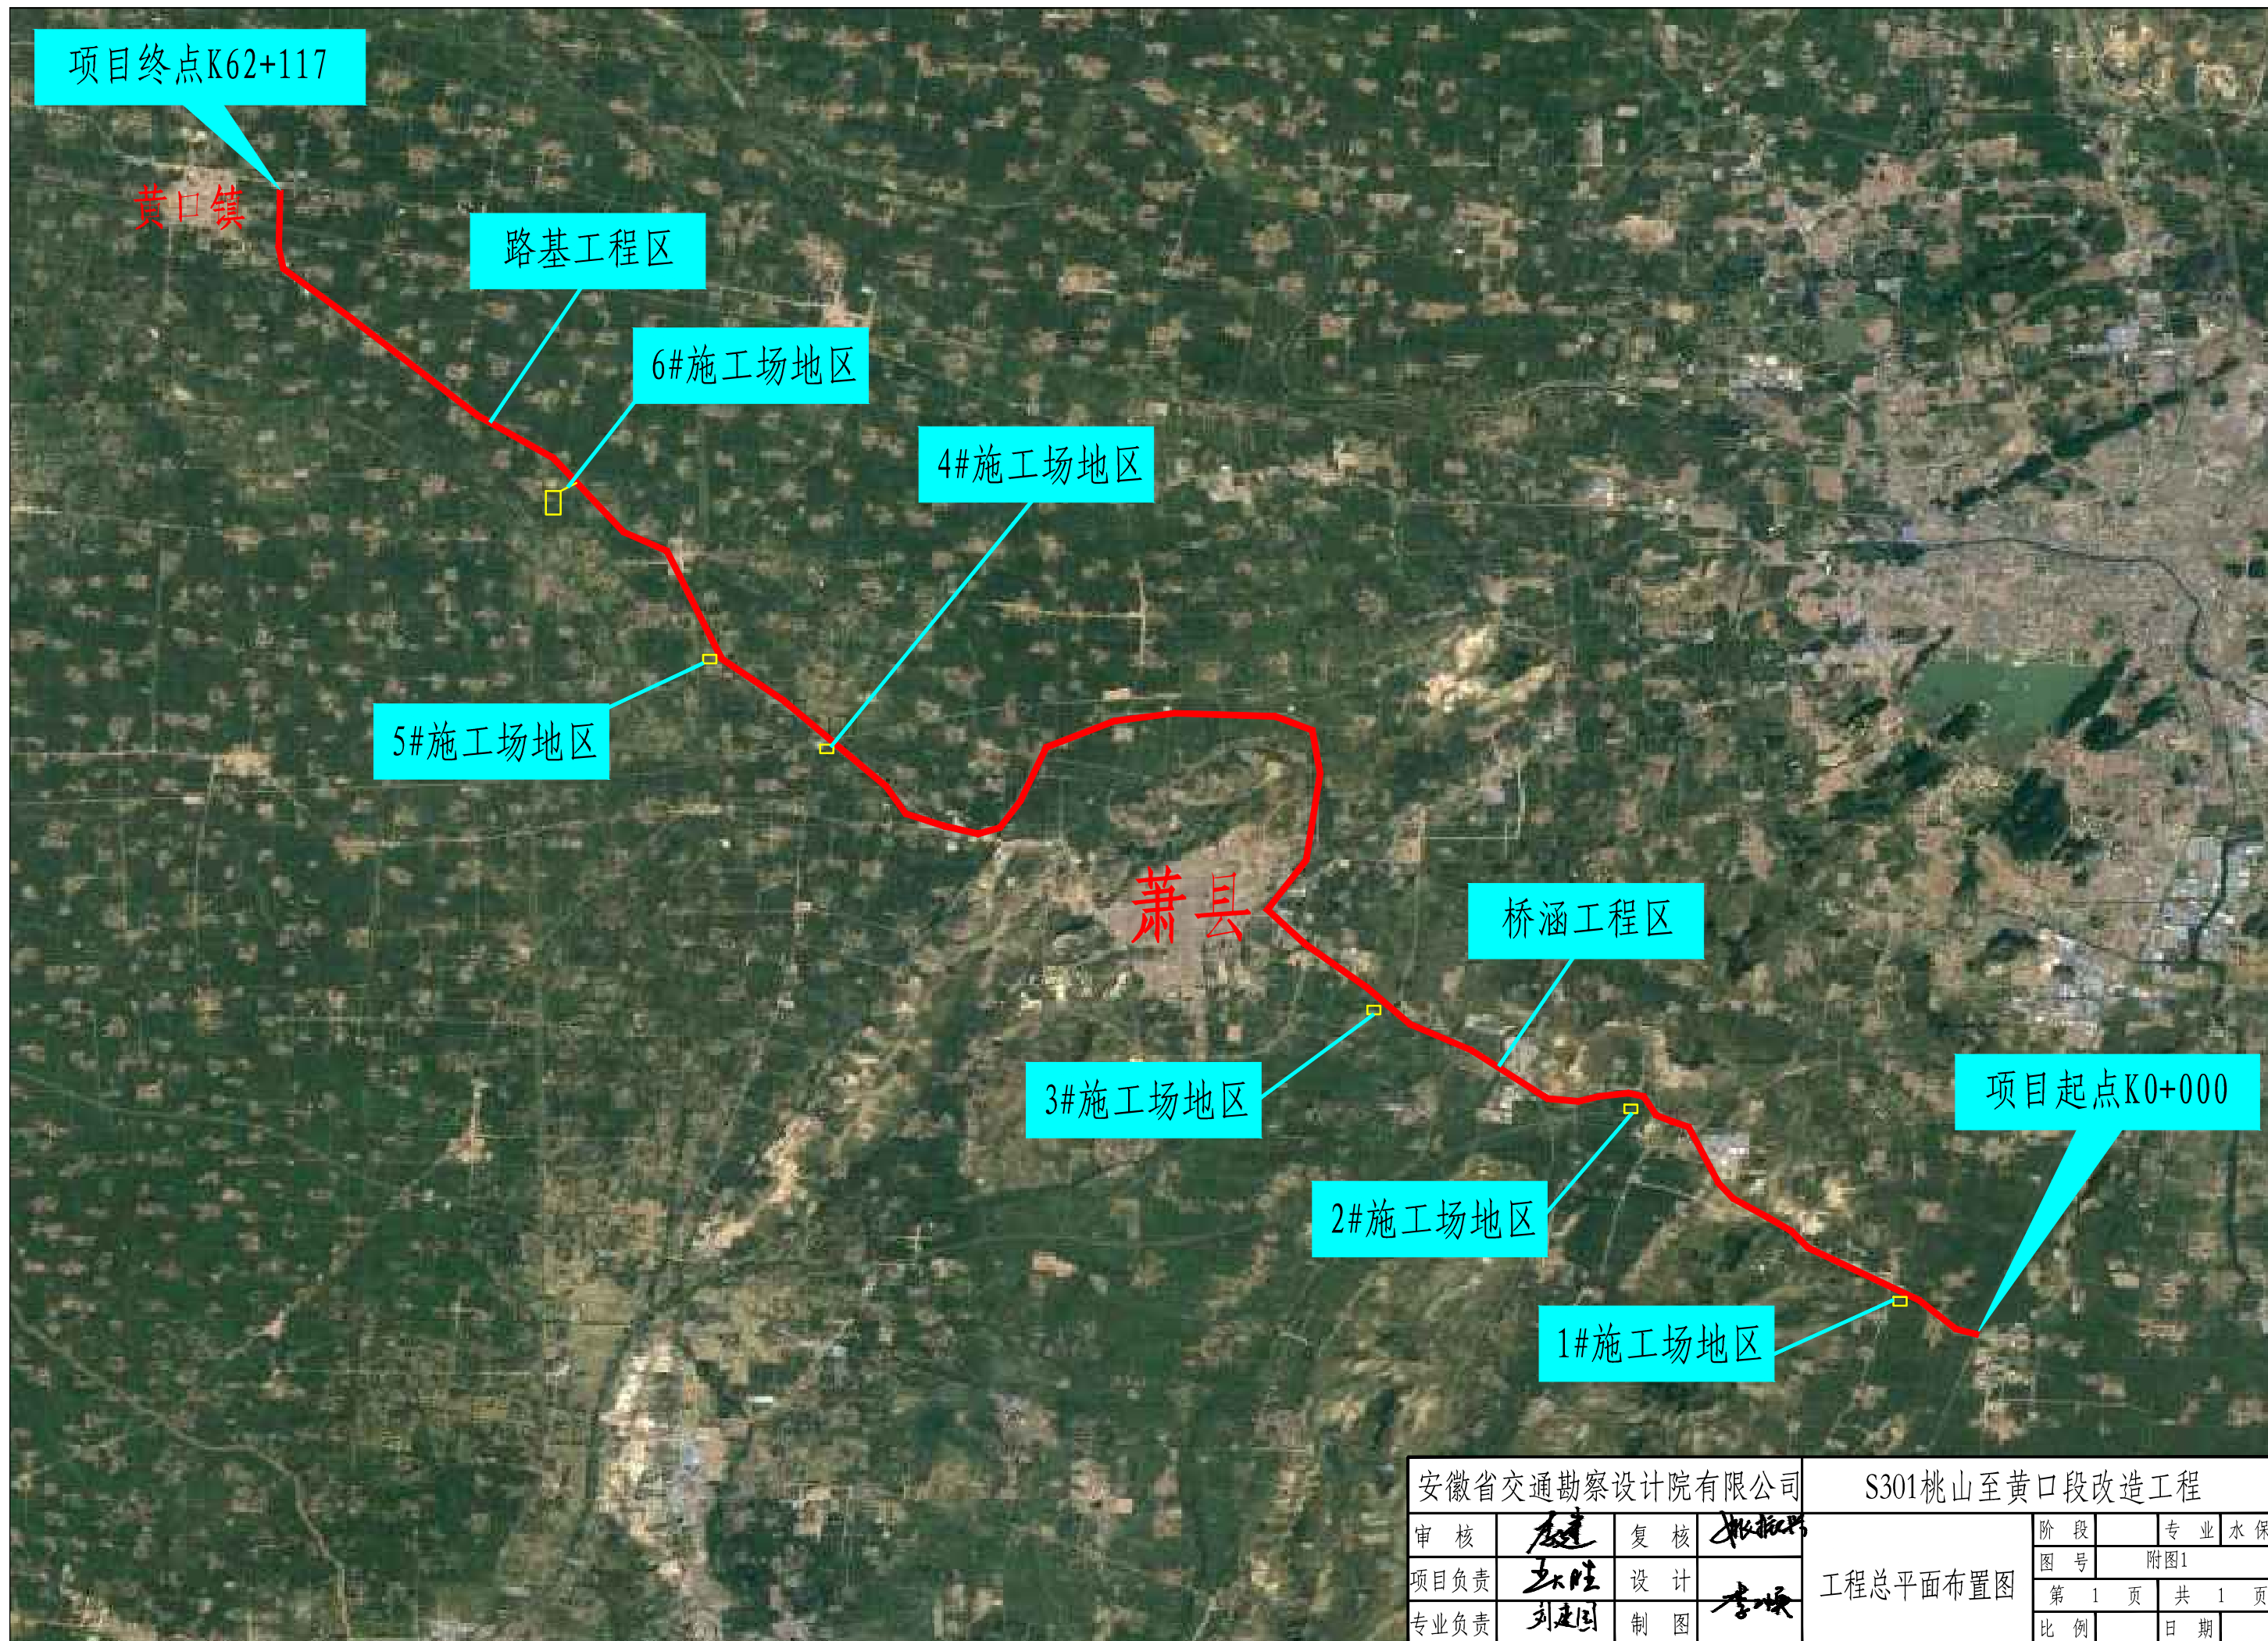 项目终点K62+117
黄口镇
路基工程区
6#施工场地区
4#施工场地区
5#施工场地区
萧县
桥涵工程区
3#施工场地区
项目起点K0+000
2#施工场地区
1#施工场地区
安徽省交通勘察设计院有限公司
S301桃山至黄口段改造工程
审 核
复 核
阶 段
专 业 水 保
图 号 附图1
项目负责 王大胜 设 计
工程总平面布置图
第 1 页 共 1 页
专业负责 刘建国 制 图
比 例
日 期